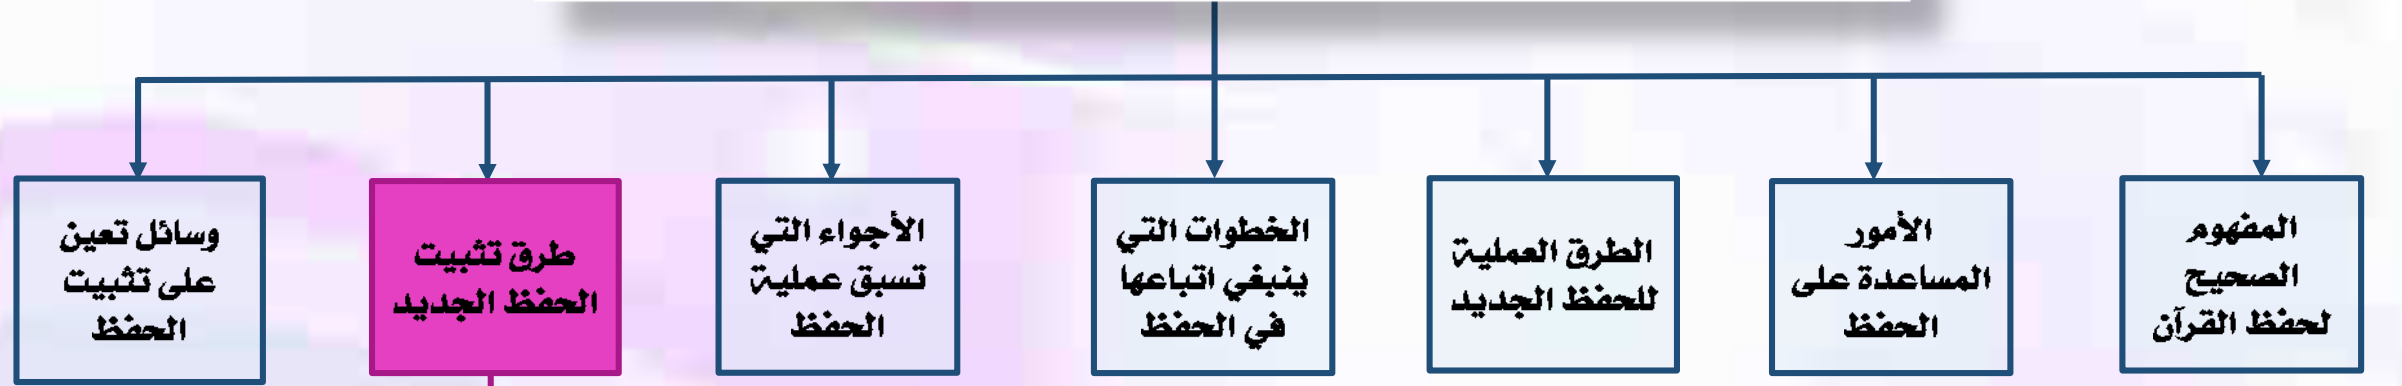 المفهوم
الصحيح
لحفظ القرآن
الأمور
المساعدة على
الحفظ
الطرق العملية
للحفظ الجديد
الخطوات التي
ينبغي اتباعها
في الحفظ
الأجواء التي
تسبق عملية
الحفظ
طرق تثبيت
الحفظ الجديد
وسائل تعين
على تثبيت
الحفظ